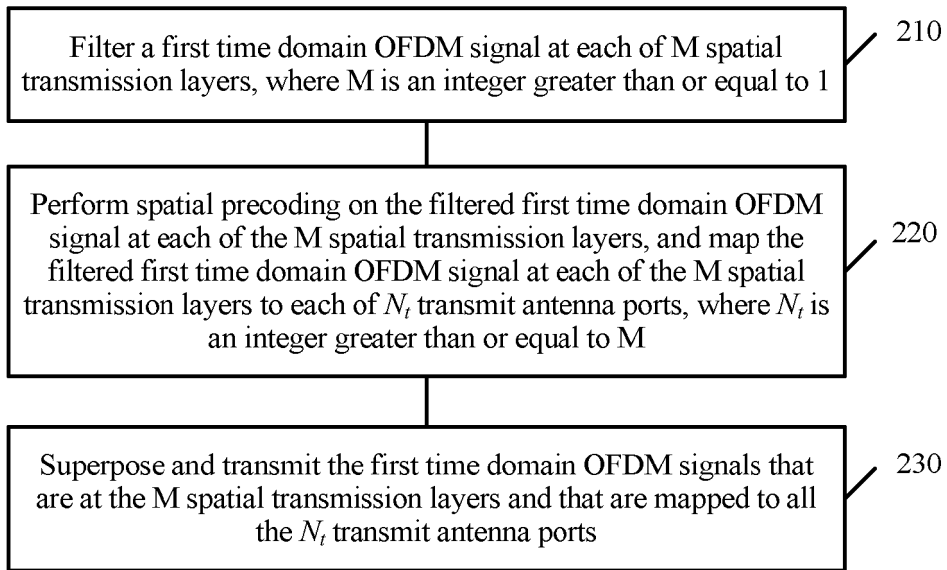 Filter a first time domain OFDM signal at each of M spatial
transmission layers, where M is an integer greater than or equal to 1
210
Perform spatial precoding on the filtered first time domain OFDM
signal at each of the M spatial transmission layers, and map the
filtered first time domain OFDM signal at each of the M spatial
transmission layers to each of Nt transmit antenna ports, where Nt is
an integer greater than or equal to M
220
Superpose and transmit the first time domain OFDM signals that
are at the M spatial transmission layers and that are mapped to all
the Nt transmit antenna ports
230